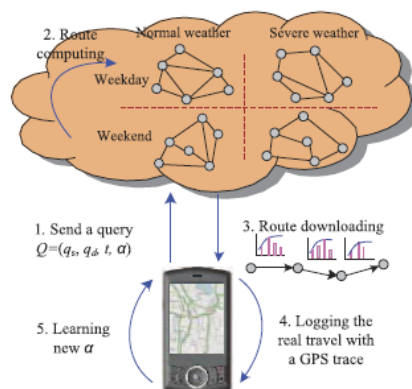 Normal weather
Severe weather
2. Route
computing
Weekday
Weekend
1. Send a query
Q=(qs, qd, t, α)
3. Route downloading
5. Learning
new α
4. Logging the
real travel with
a GPS trace